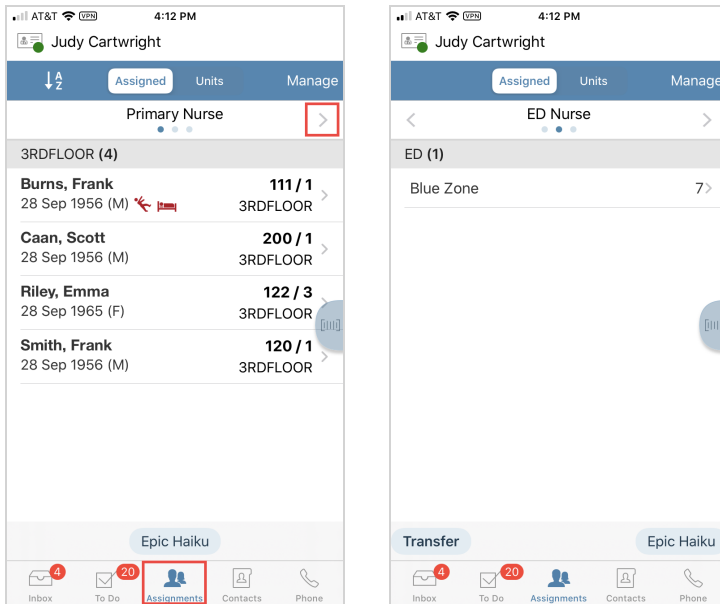 AT&T VPN 4:12 PM
Judy Cartwright
A
Z
Assigned Units Manage
Primary Nurse
3RDFLOOR (4)
Burns, Frank 111 / 1
28 Sep 1956 (M) 3RDFLOOR
Caan, Scott 200 / 1
28 Sep 1956 (M) 3RDFLOOR
Riley, Emma 122 / 3
28 Sep 1965 (F) 3RDFLOOR
Smith, Frank 120 / 1
28 Sep 1956 (M) 3RDFLOOR
Epic Haiku
4 20
Inbox To Do Assignments Contacts Phone
AT&T VPN 4:12 PM
Judy Cartwright
Assigned Units Manage
ED Nurse
ED (1)
Blue Zone 7
Transfer Epic Haiku
4 20
Inbox To Do Assignments Contacts Phone